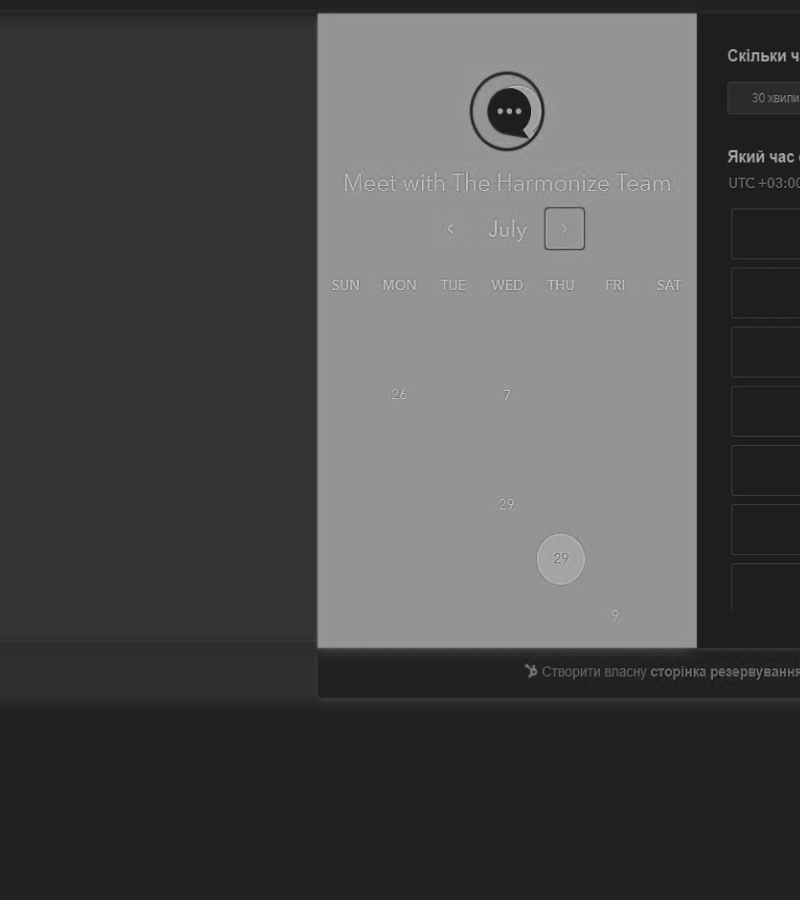 Meet with The Harmonize Team
‹ July ›
SUN MON TUE WED THU FRI SAT
26 7
29
29
9
Скільки ч
30 хвили
Який час
UTC +03:00
Створити власну сторінка резервування